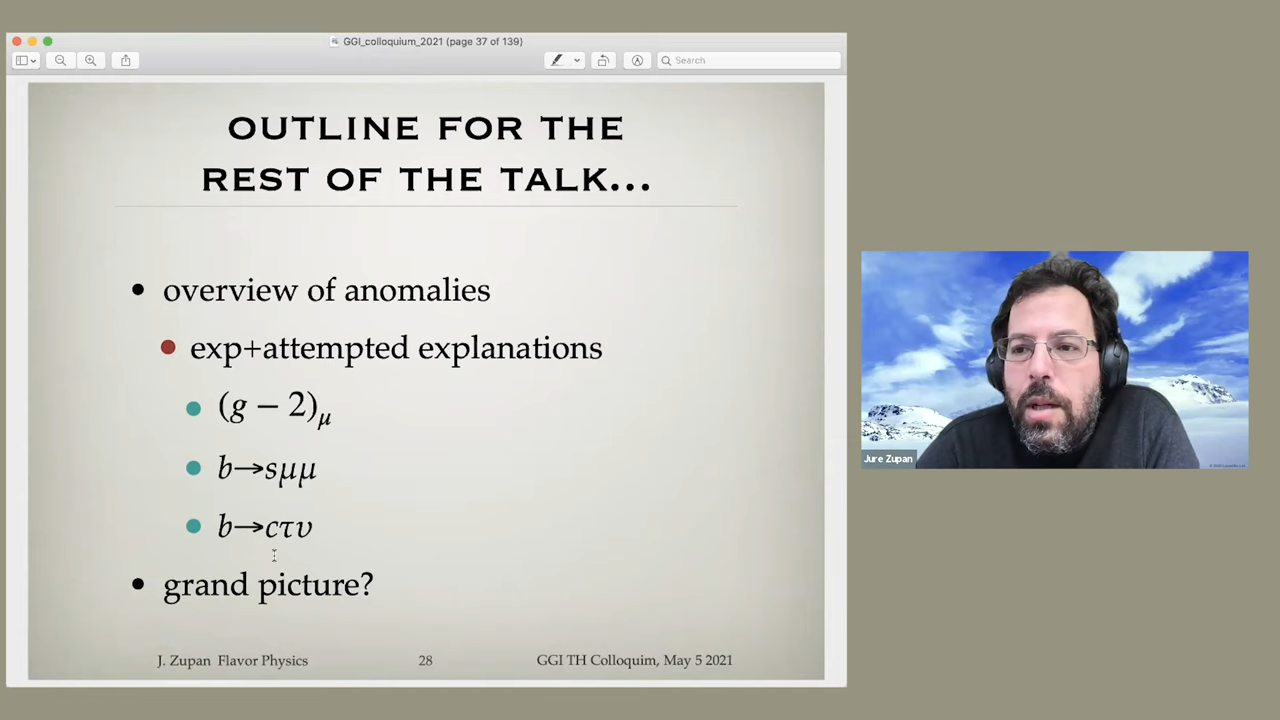 GGI_colloquium_2021 (page 37 of 139)
Search
OUTLINE FOR THE
REST OF THE TALK...
• overview of anomalies
• exp+attempted explanations
• (g − 2)μ
• b→sμμ
• b→cτν
• grand picture?
J. Zupan Flavor Physics 28 GGI TH Colloquim, May 5 2021
Jure Zupan